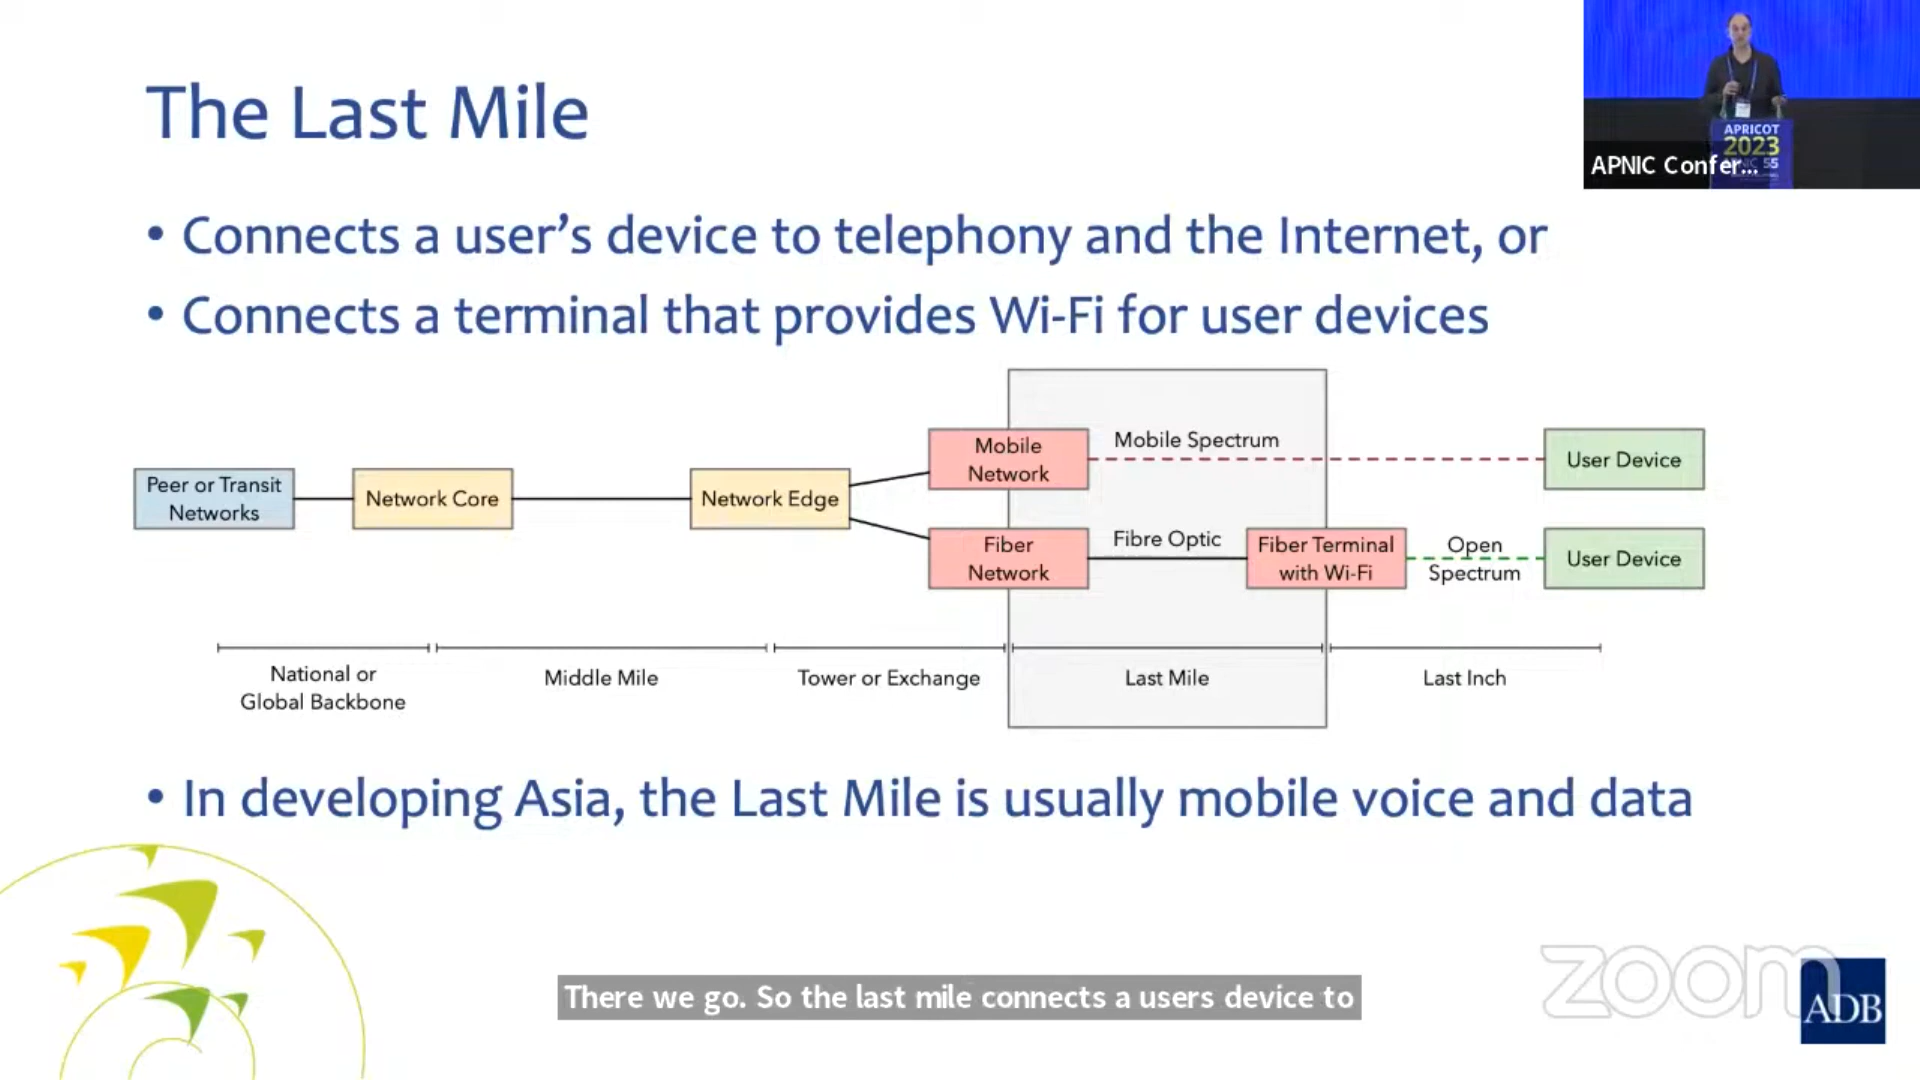 The Last Mile
APRICOT
2023
APNIC Confer...
55
• Connects a user’s device to telephony and the Internet, or
• Connects a terminal that provides Wi-Fi for user devices
Peer or Transit
Networks
Network Core
Network Edge
Mobile
Network
Mobile Spectrum
User Device
Fiber
Network
Fibre Optic
Fiber Terminal
with Wi-Fi
Open
Spectrum
User Device
National or
Global Backbone
Middle Mile
Tower or Exchange
Last Mile
Last Inch
• In developing Asia, the Last Mile is usually mobile voice and data
There we go. So the last mile connects a users device to
zoom
ADB